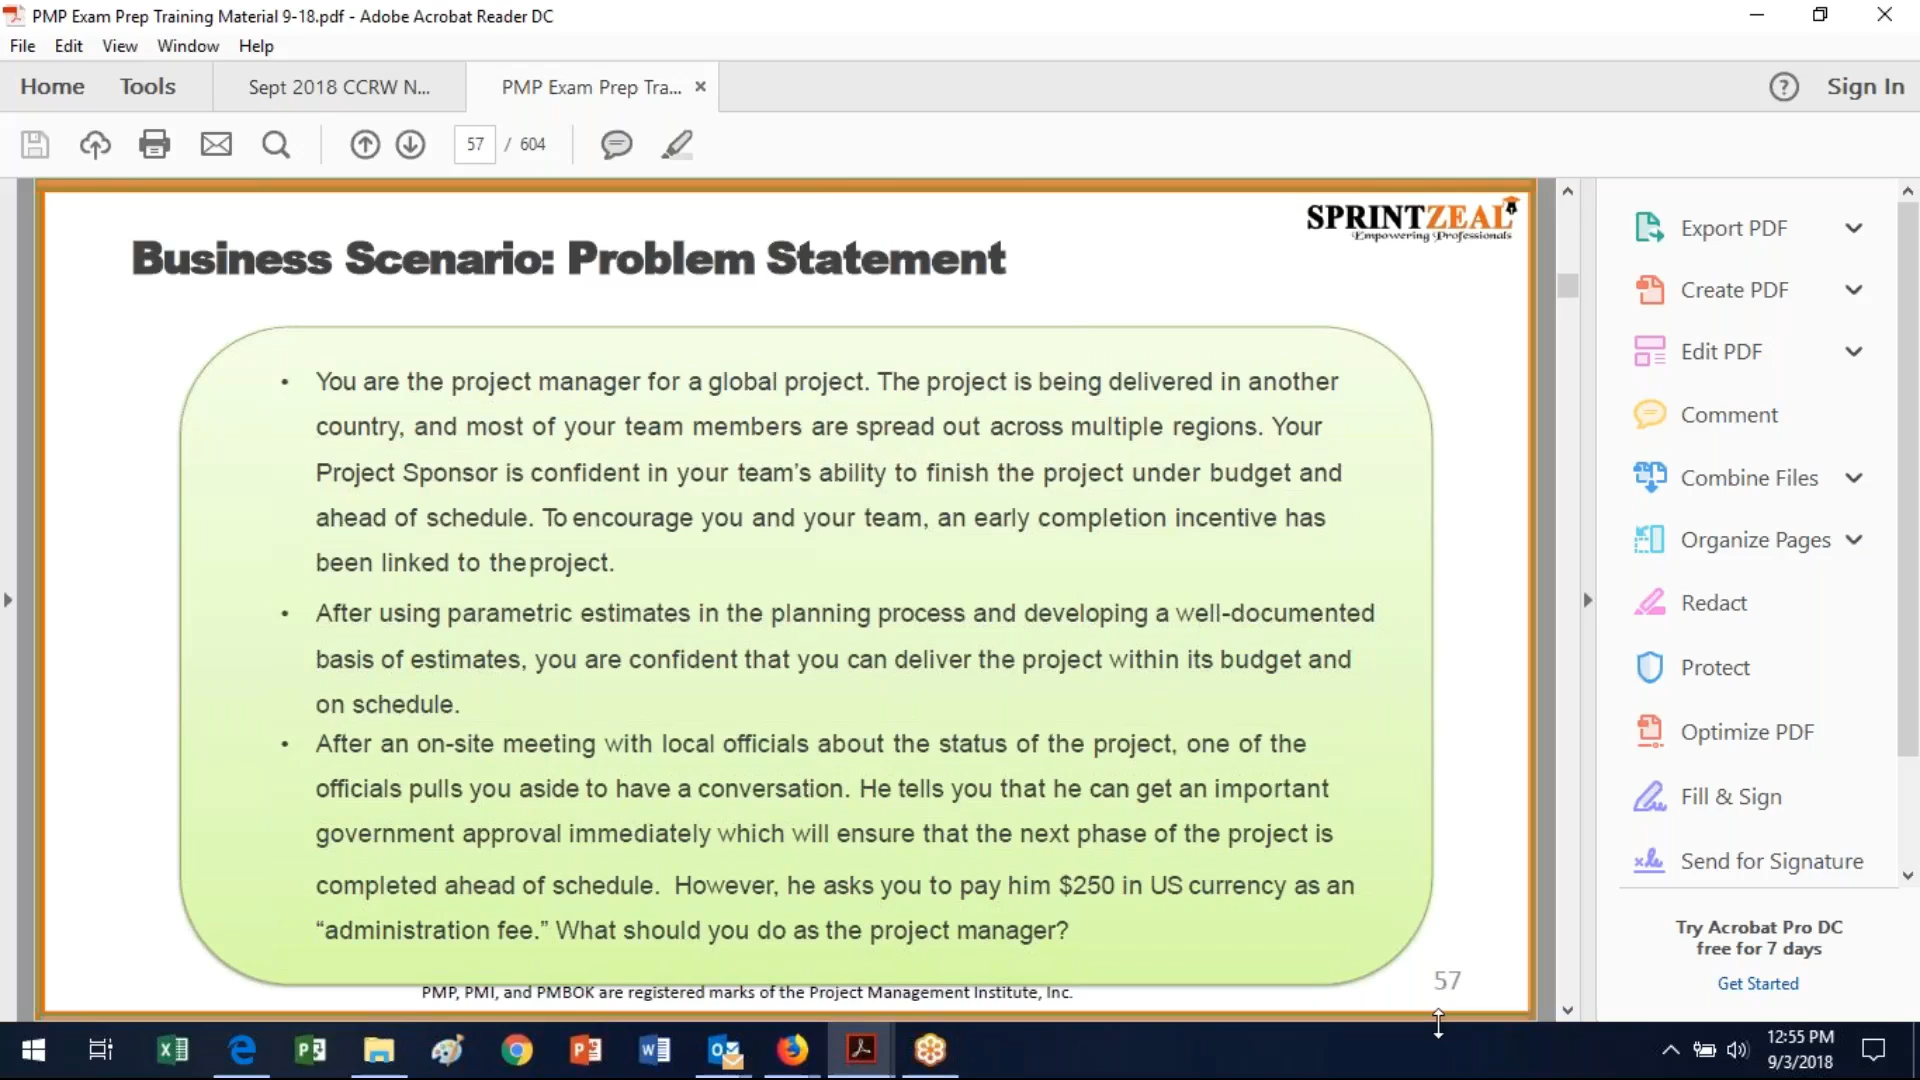 PMP Exam Prep Training Material 9-18.pdf - Adobe Acrobat Reader DC
File Edit View Window Help
Home Tools Sept 2018 CCRW N... PMP Exam Prep Tra... × ? Sign In
57 / 604
SPRINTZEAL
Empowering Professionals
Business Scenario: Problem Statement
• You are the project manager for a global project. The project is being delivered in another
country, and most of your team members are spread out across multiple regions. Your
Project Sponsor is confident in your team's ability to finish the project under budget and
ahead of schedule. To encourage you and your team, an early completion incentive has
been linked to theproject.
• After using parametric estimates in the planning process and developing a well-documented
basis of estimates, you are confident that you can deliver the project within its budget and
on schedule.
• After an on-site meeting with local officials about the status of the project, one of the
officials pulls you aside to have a conversation. He tells you that he can get an important
government approval immediately which will ensure that the next phase of the project is
completed ahead of schedule. However, he asks you to pay him $250 in US currency as an
“administration fee.” What should you do as the project manager?
57
PMP, PMI, and PMBOK are registered marks of the Project Management Institute, Inc.
Export PDF
Create PDF
Edit PDF
Comment
Combine Files
Organize Pages
Redact
Protect
Optimize PDF
Fill & Sign
Send for Signature
Try Acrobat Pro DC
free for 7 days
Get Started
12:55 PM
9/3/2018